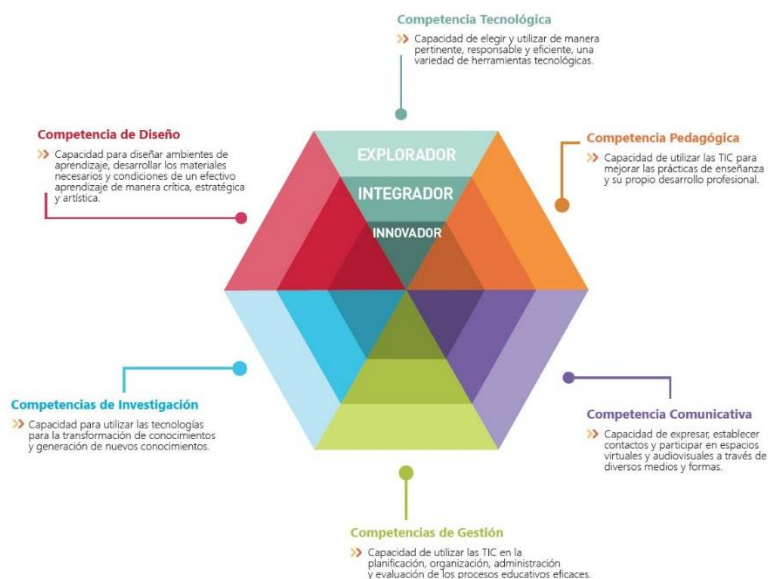 Competencia Tecnológica
Capacidad de elegir y utilizar de manera
pertinente, responsable y eficiente, una
variedad de herramientas tecnológicas.
Competencia de Diseño
Capacidad para diseñar ambientes de
aprendizaje, desarrollar los materiales
necesarios y condiciones de un efectivo
aprendizaje de manera crítica, estratégica
y artística.
Competencia Pedagógica
Capacidad de utilizar las TIC para
mejorar las prácticas de enseñanza
y su propio desarrollo profesional.
EXPLORADOR
INTEGRADOR
INNOVADOR
Competencias de Investigación
Capacidad para utilizar las tecnologías
para la transformación de conocimientos
y generación de nuevos conocimientos.
Competencia Comunicativa
Capacidad de expresar, establecer
contactos y participar en espacios
virtuales y audiovisuales a través de
diversos medios y formas.
Competencias de Gestión
Capacidad de utilizar las TIC en la
planificación, organización, administración
y evaluación de los procesos educativos eficaces.